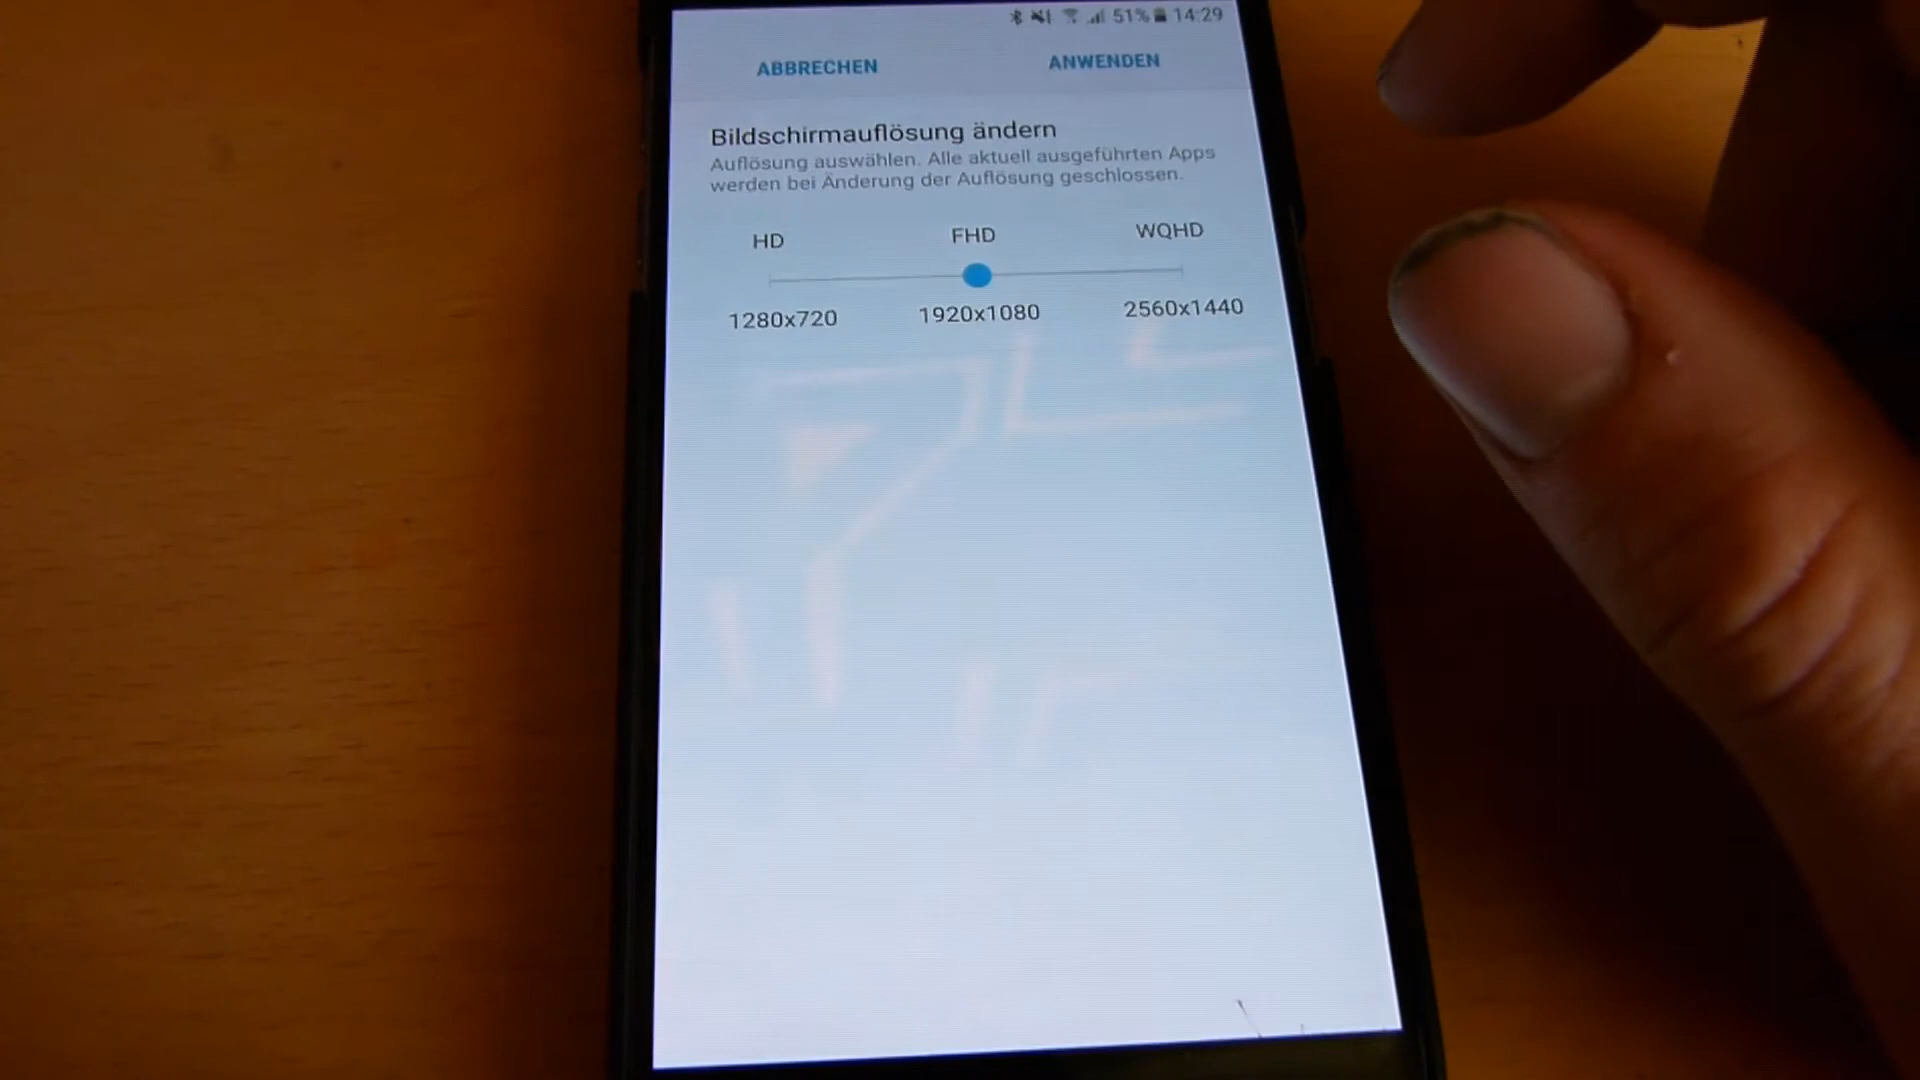 51% 14:29
ABBRECHEN ANWENDEN
Bildschirmauflösung ändern
Auflösung auswählen. Alle aktuell ausgeführten Apps
werden bei Änderung der Auflösung geschlossen.
HD FHD WQHD
1280x720 1920x1080 2560x1440